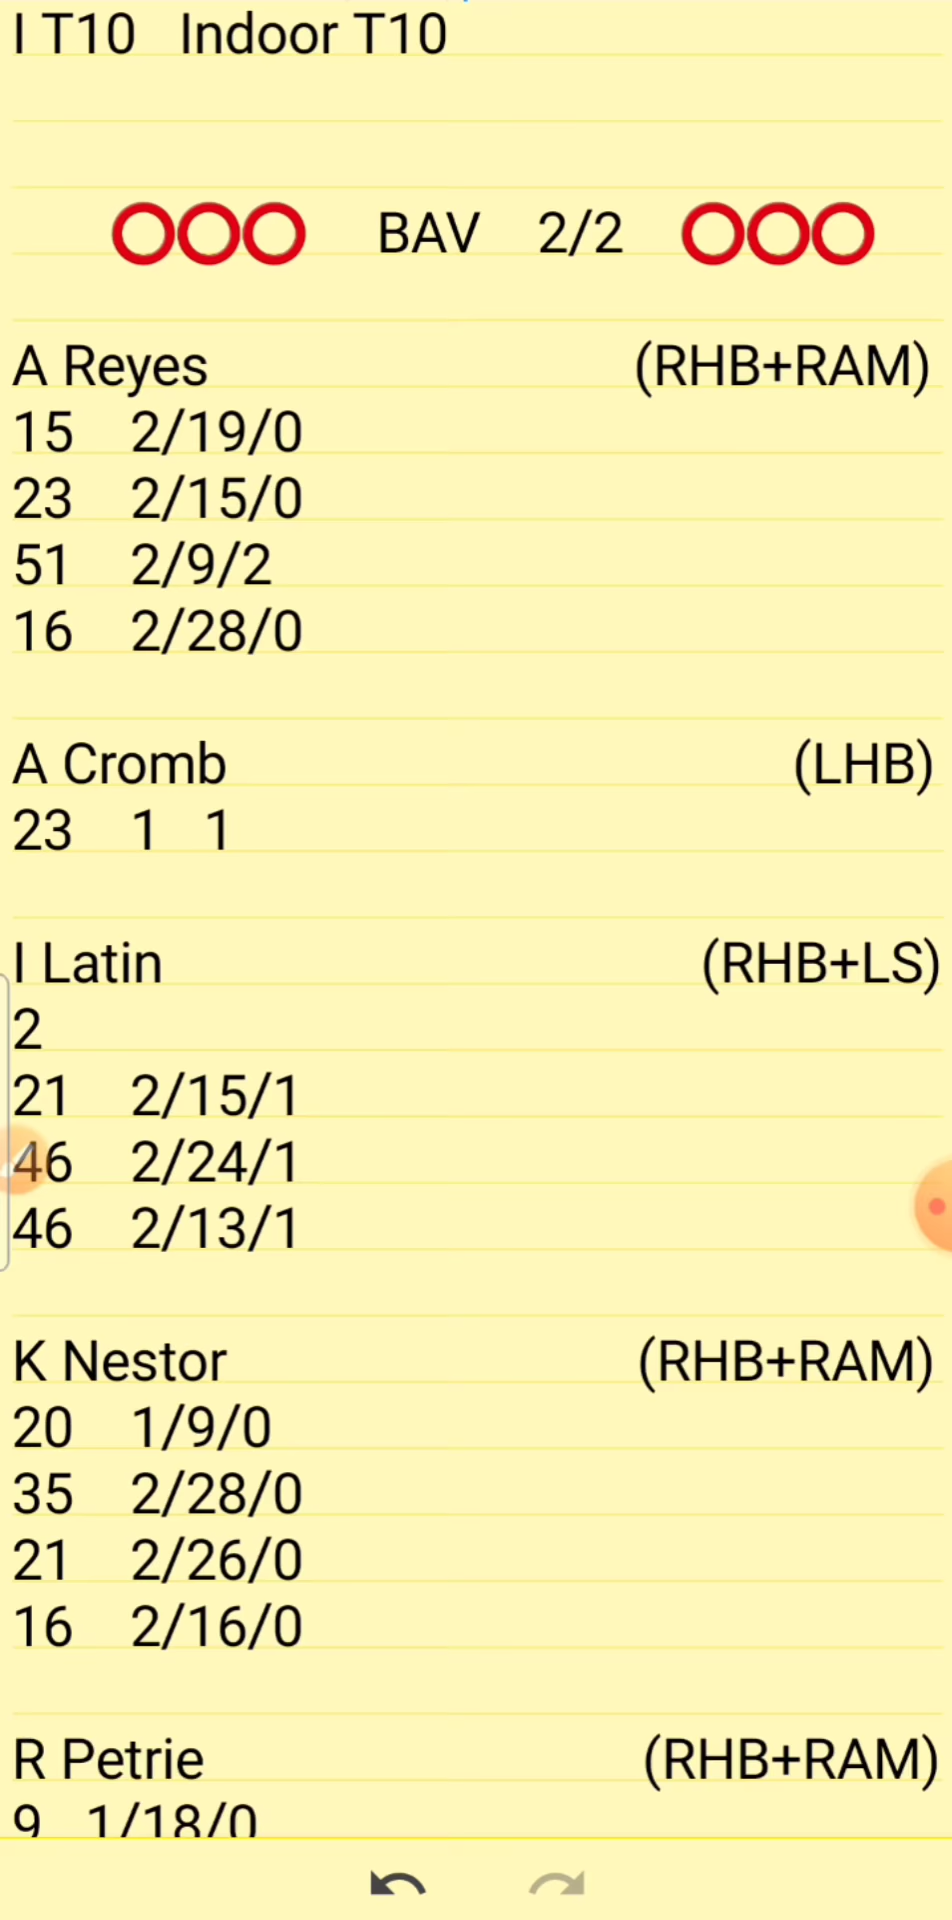 I T10 Indoor T10
⭕⭕⭕ BAV 2/2 ⭕⭕⭕
A Reyes (RHB+RAM)
15 2/19/0
23 2/15/0
51 2/9/2
16 2/28/0
A Cromb (LHB)
23 1 1
I Latin (RHB+LS)
2
21 2/15/1
46 2/24/1
46 2/13/1
K Nestor (RHB+RAM)
20 1/9/0
35 2/28/0
21 2/26/0
16 2/16/0
R Petrie (RHB+RAM)
9 1/18/0